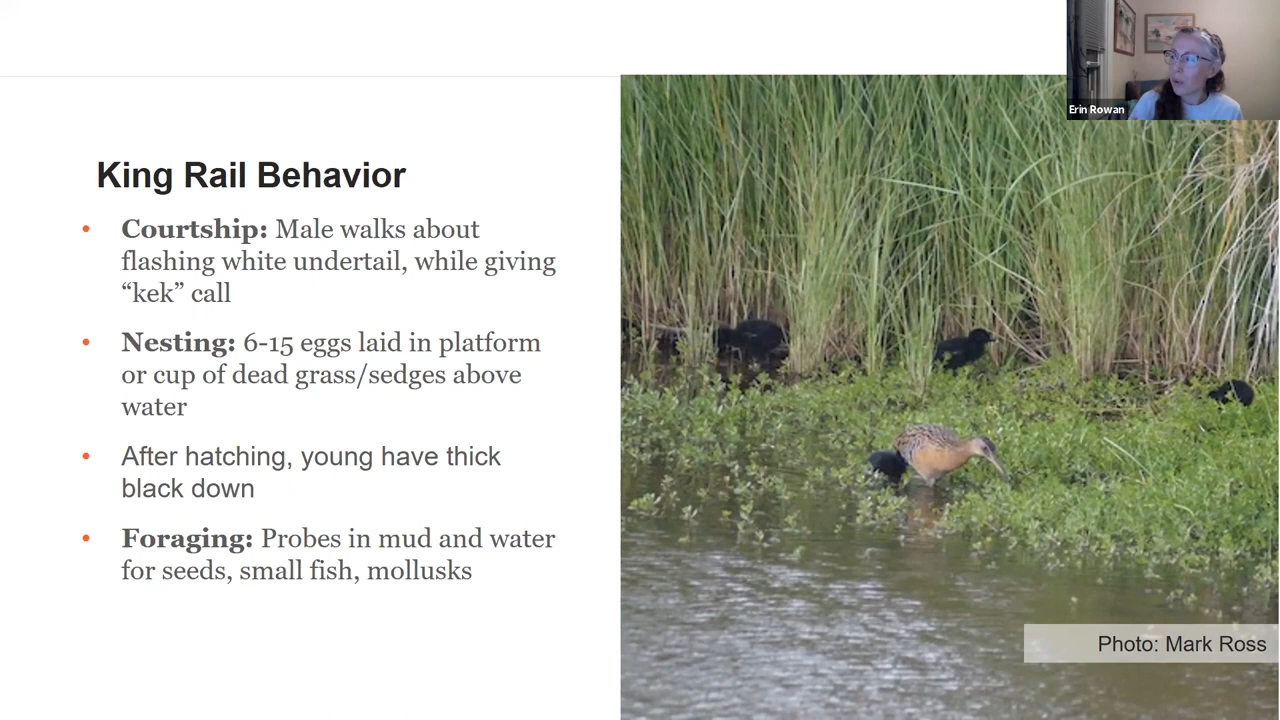 Erin Rowan
King Rail Behavior
• Courtship: Male walks about
flashing white undertail, while giving
“kek” call
• Nesting: 6-15 eggs laid in platform
or cup of dead grass/sedges above
water
• After hatching, young have thick
black down
• Foraging: Probes in mud and water
for seeds, small fish, mollusks
Photo: Mark Ross